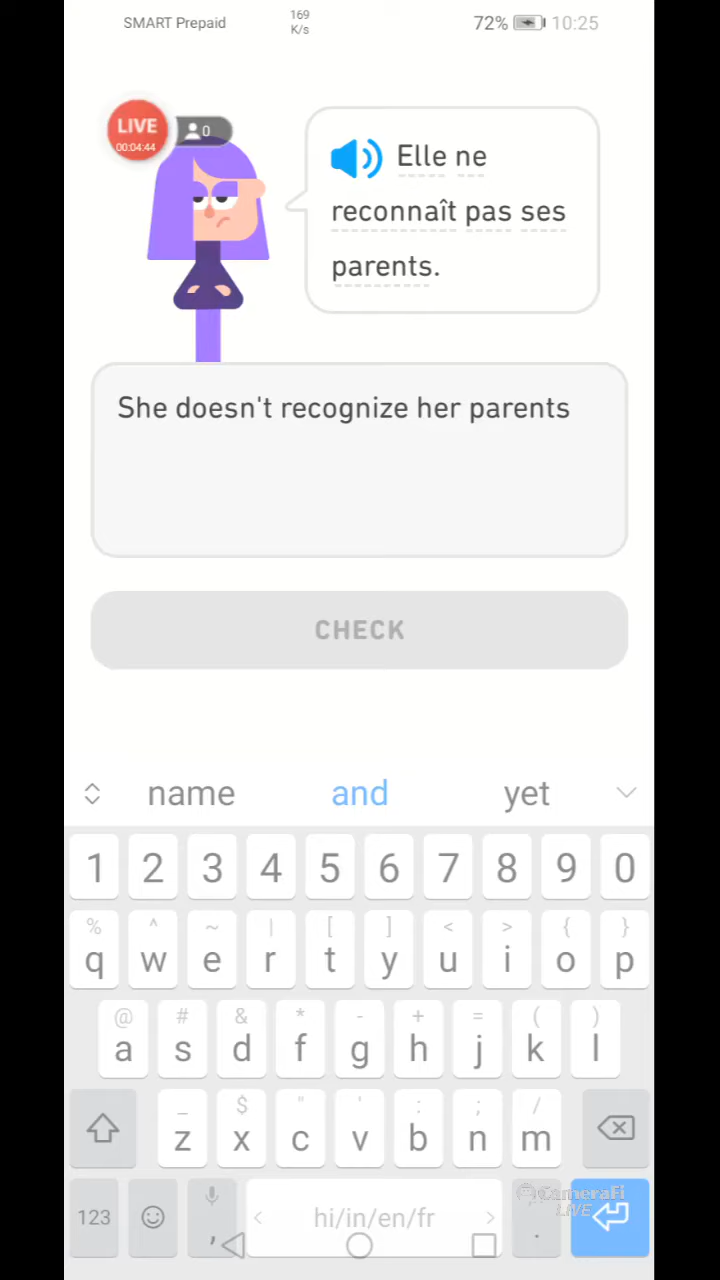 SMART Prepaid 169 K/s 72% 10:25
LIVE 00:04:44 0
Elle ne
reconnaît pas ses
parents.
She doesn't recognize her parents
CHECK
name and yet
1 2 3 4 5 6 7 8 9 0
% ^ ~ | [ ] < > { }
q w e r t y u i o p
@ # & * - + = ( )
a s d f g h j k l
_ $ " ' : ; /
z x c v b n m
123 , < hi/in/en/fr > .
CameraFi
LIVE